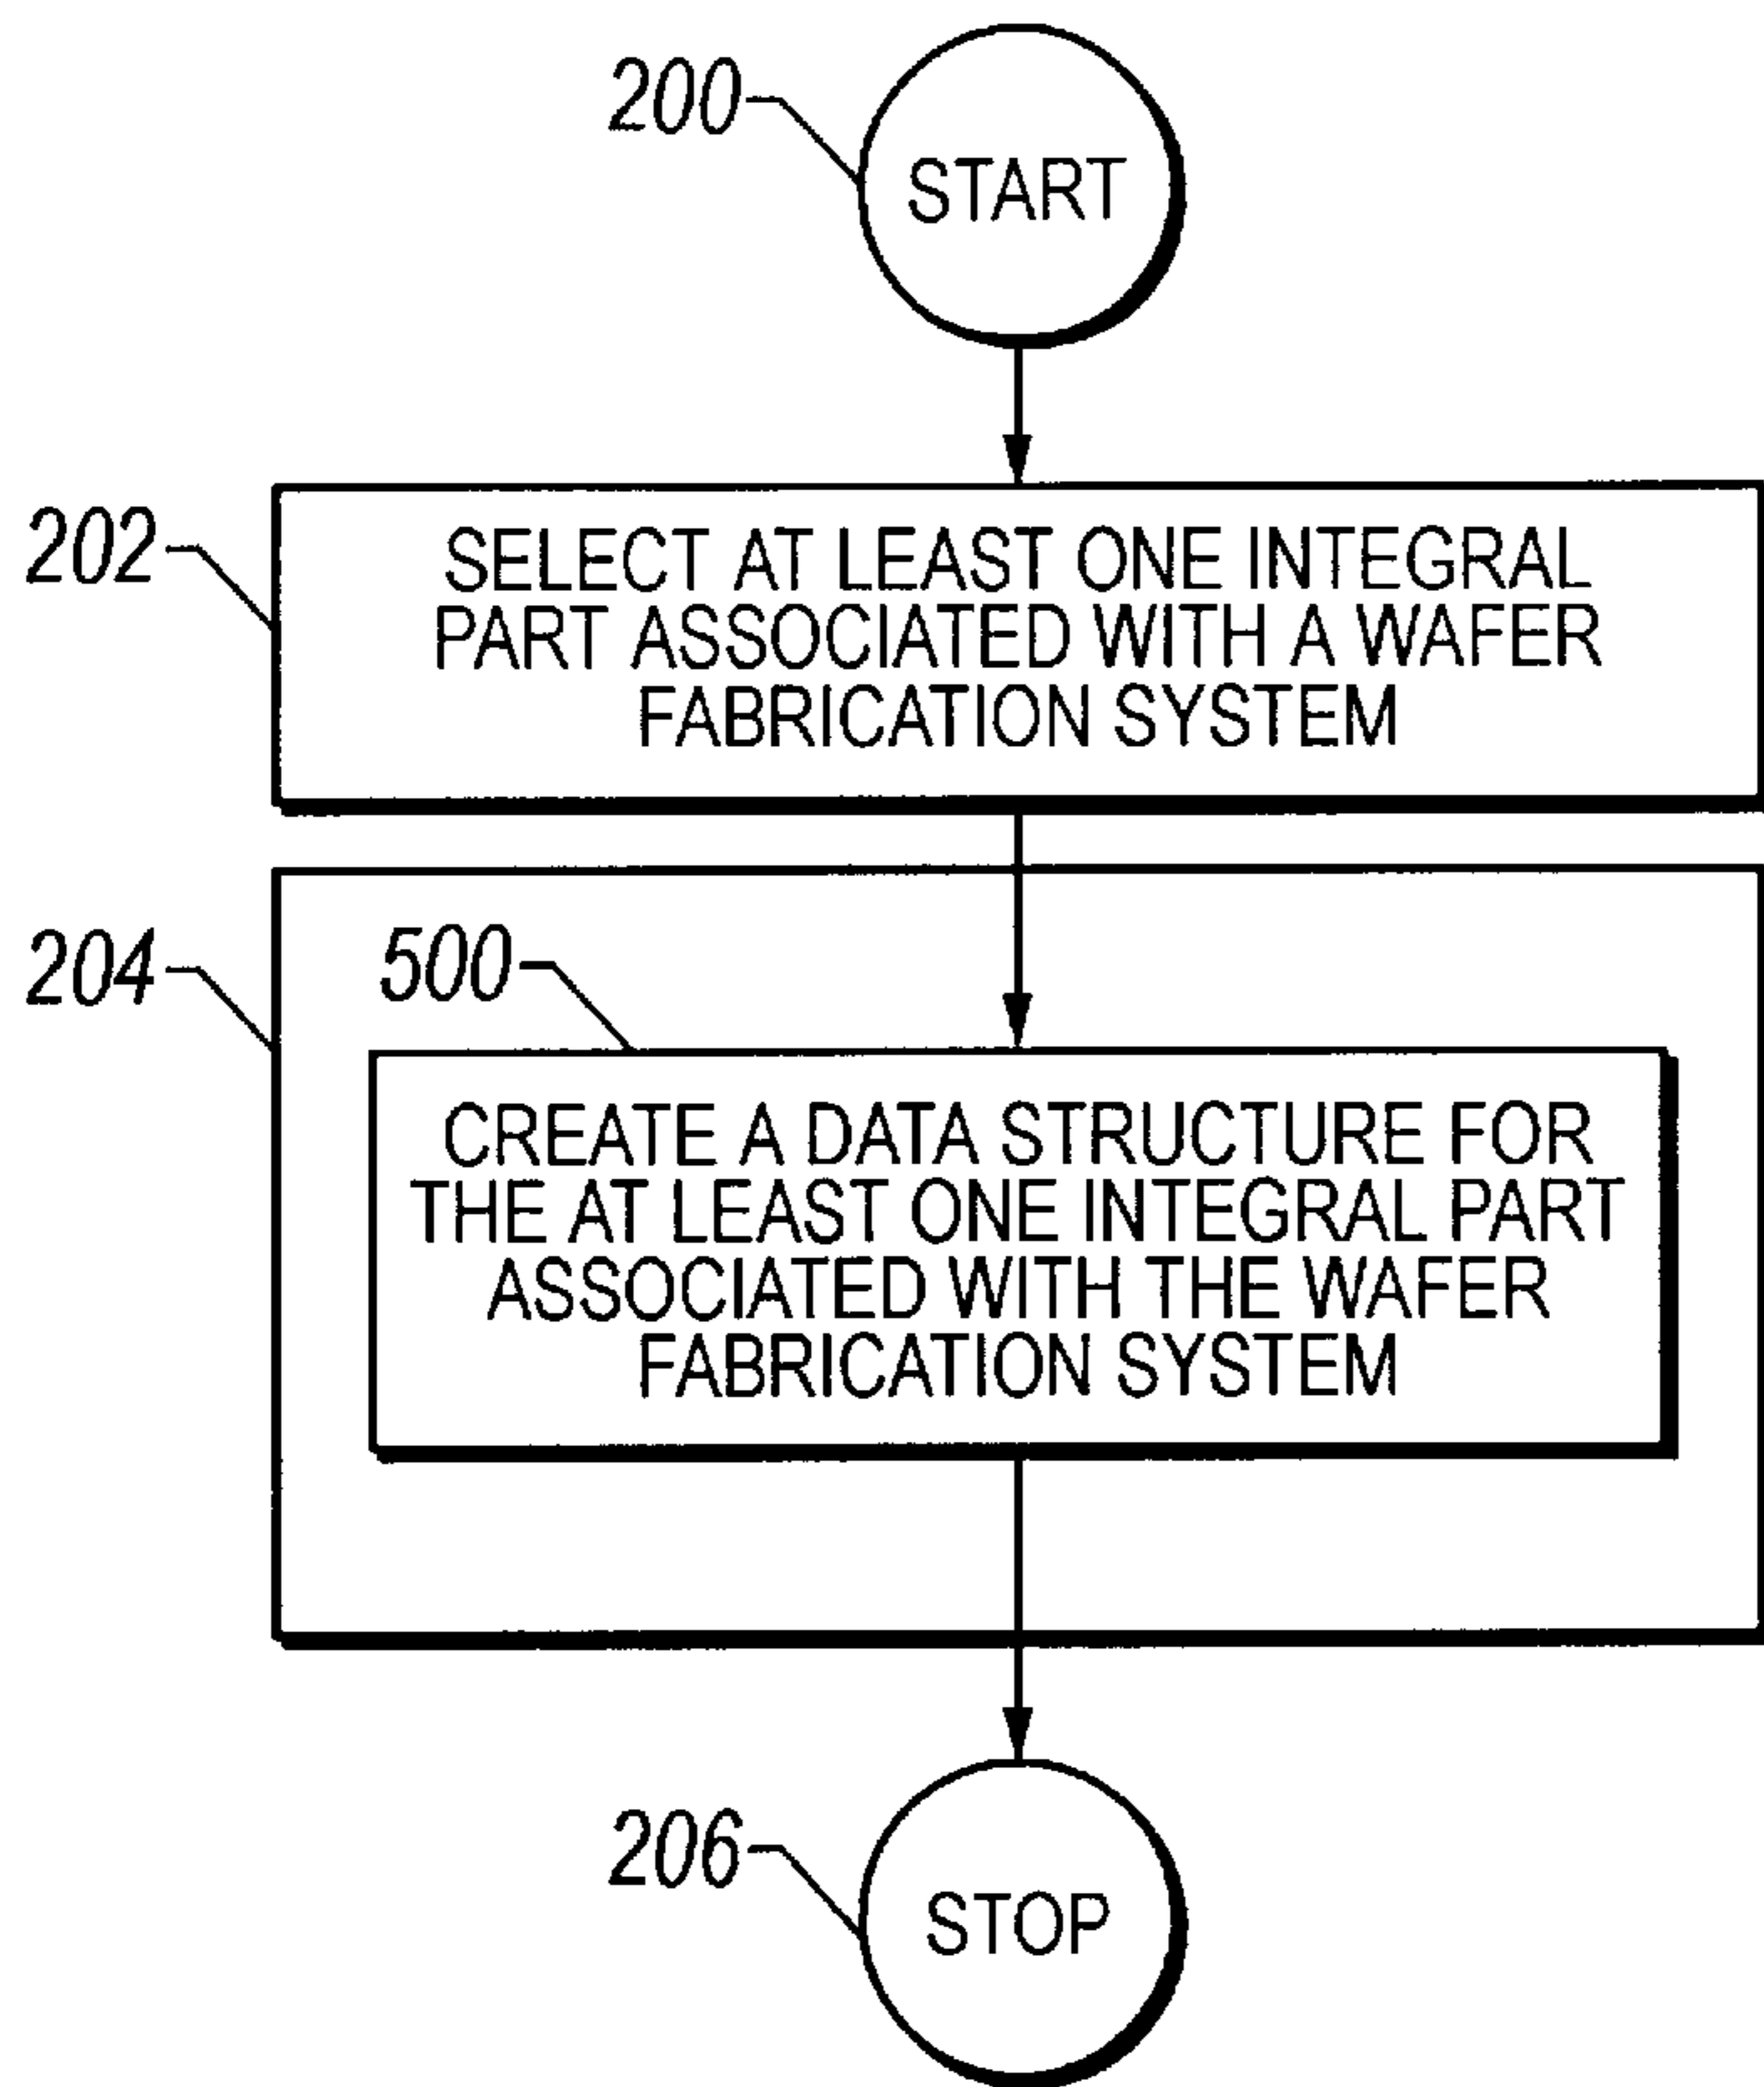 200
START
202
SELECT AT LEAST ONE INTEGRAL
PART ASSOCIATED WITH A WAFER
FABRICATION SYSTEM
204
500
CREATE A DATA STRUCTURE FOR
THE AT LEAST ONE INTEGRAL PART
ASSOCIATED WITH THE WAFER
FABRICATION SYSTEM
206
STOP